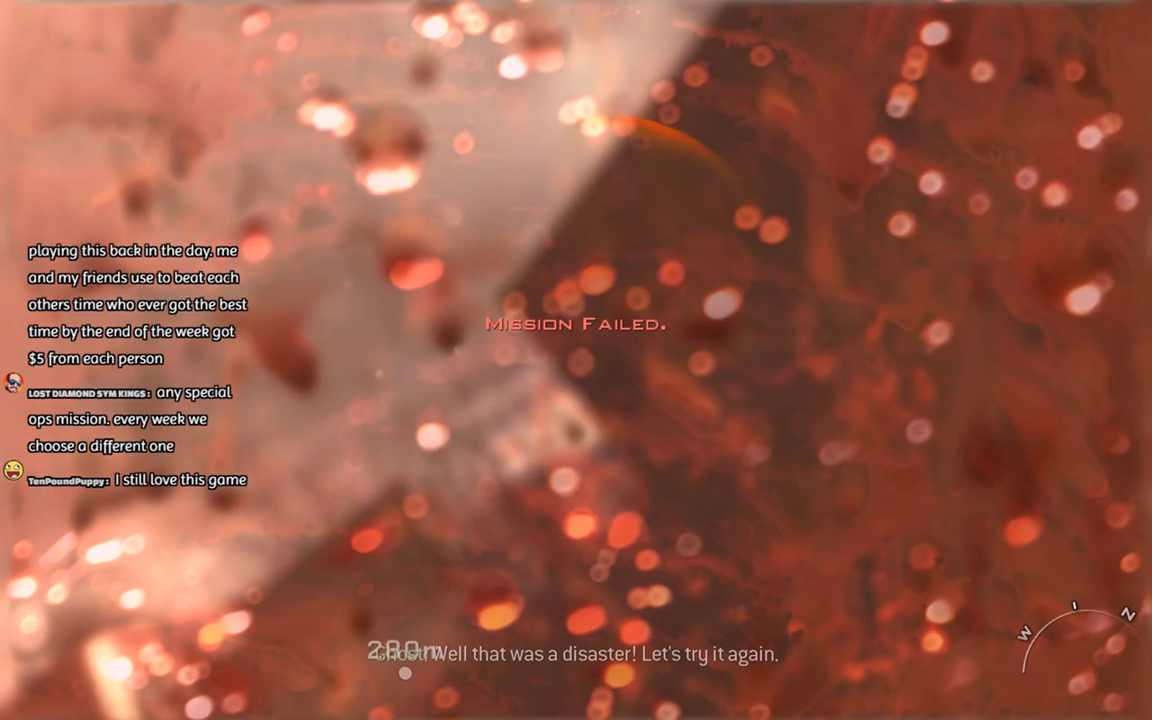 playing this back in the day. me
and my friends use to beat each
others time who ever got the best
time by the end of the week got
$5 from each person
LOST DIAMOND SYM KINGS : any special
ops mission. every week we
choose a different one
TenPoundPuppy : I still love this game
Mission Failed.
280m
Ghost: Well that was a disaster! Let's try it again.
W
N